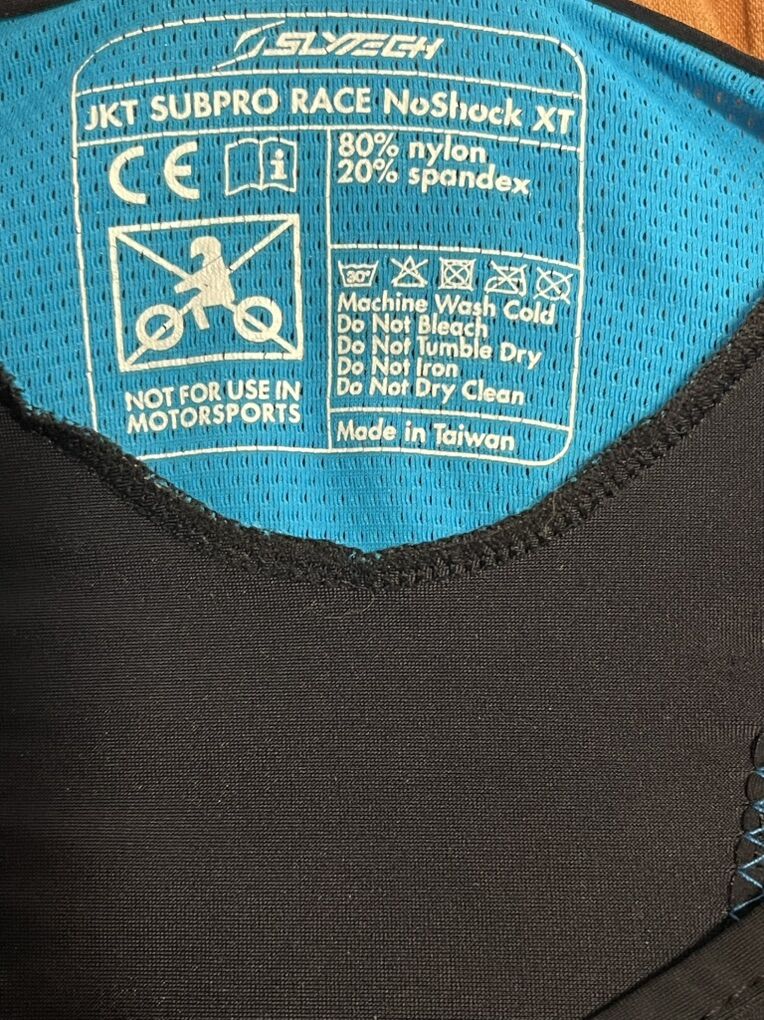 SLYTECH
JKT SUBPRO RACE NoShock XT
CE i
80% nylon
20% spandex
30°
Machine Wash Cold
Do Not Bleach
Do Not Tumble Dry
Do Not Iron
Do Not Dry Clean
NOT FOR USE IN
MOTORSPORTS
Made in Taiwan